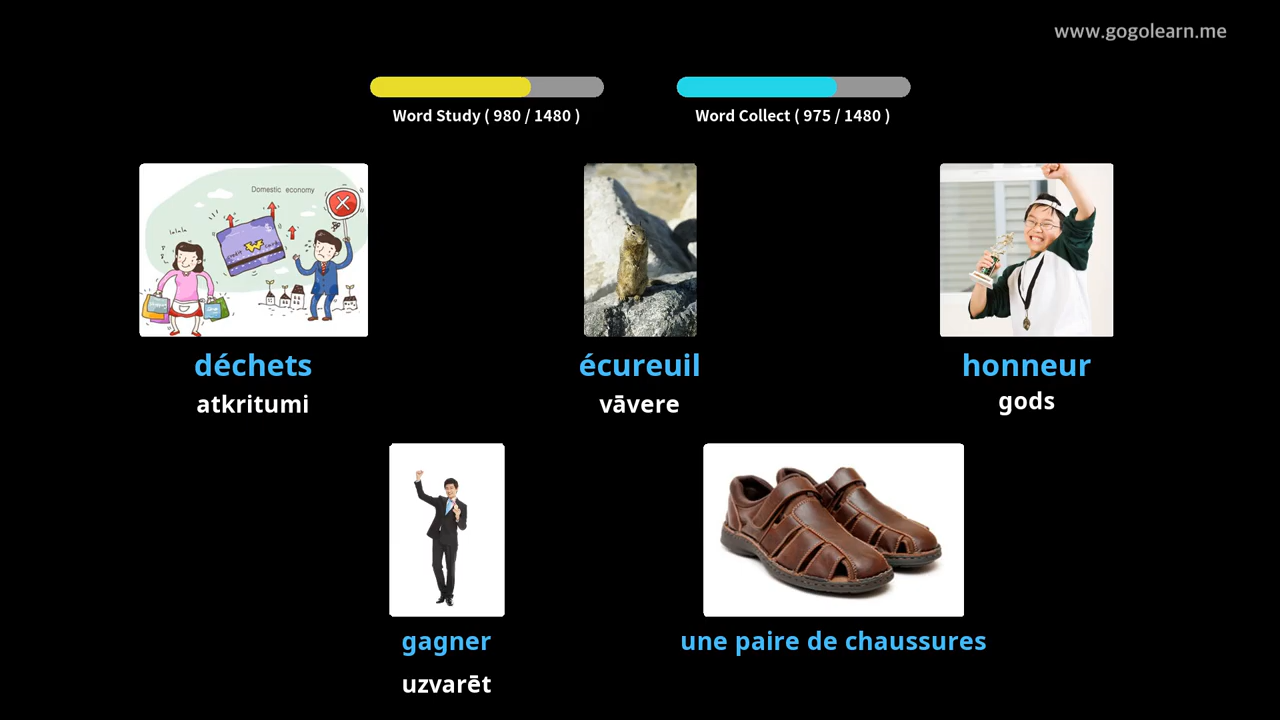 www.gogolearn.me
Word Study ( 980 / 1480 )
Word Collect ( 975 / 1480 )
Domestic economy
lalala
déchets
écureuil
honneur
atkritumi
vāvere
gods
gagner
une paire de chaussures
uzvarēt